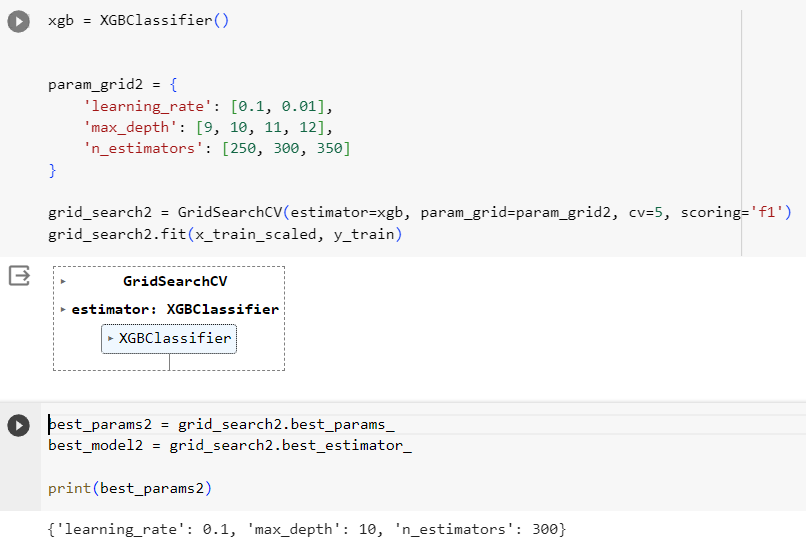 xgb = XGBClassifier()
param_grid2 = {
    'learning_rate': [0.1, 0.01],
    'max_depth': [9, 10, 11, 12],
    'n_estimators': [250, 300, 350]
}
grid_search2 = GridSearchCV(estimator=xgb, param_grid=param_grid2, cv=5, scoring='f1')
grid_search2.fit(x_train_scaled, y_train)
GridSearchCV
estimator: XGBClassifier
XGBClassifier
best_params2 = grid_search2.best_params_
best_model2 = grid_search2.best_estimator_
print(best_params2)
{'learning_rate': 0.1, 'max_depth': 10, 'n_estimators': 300}